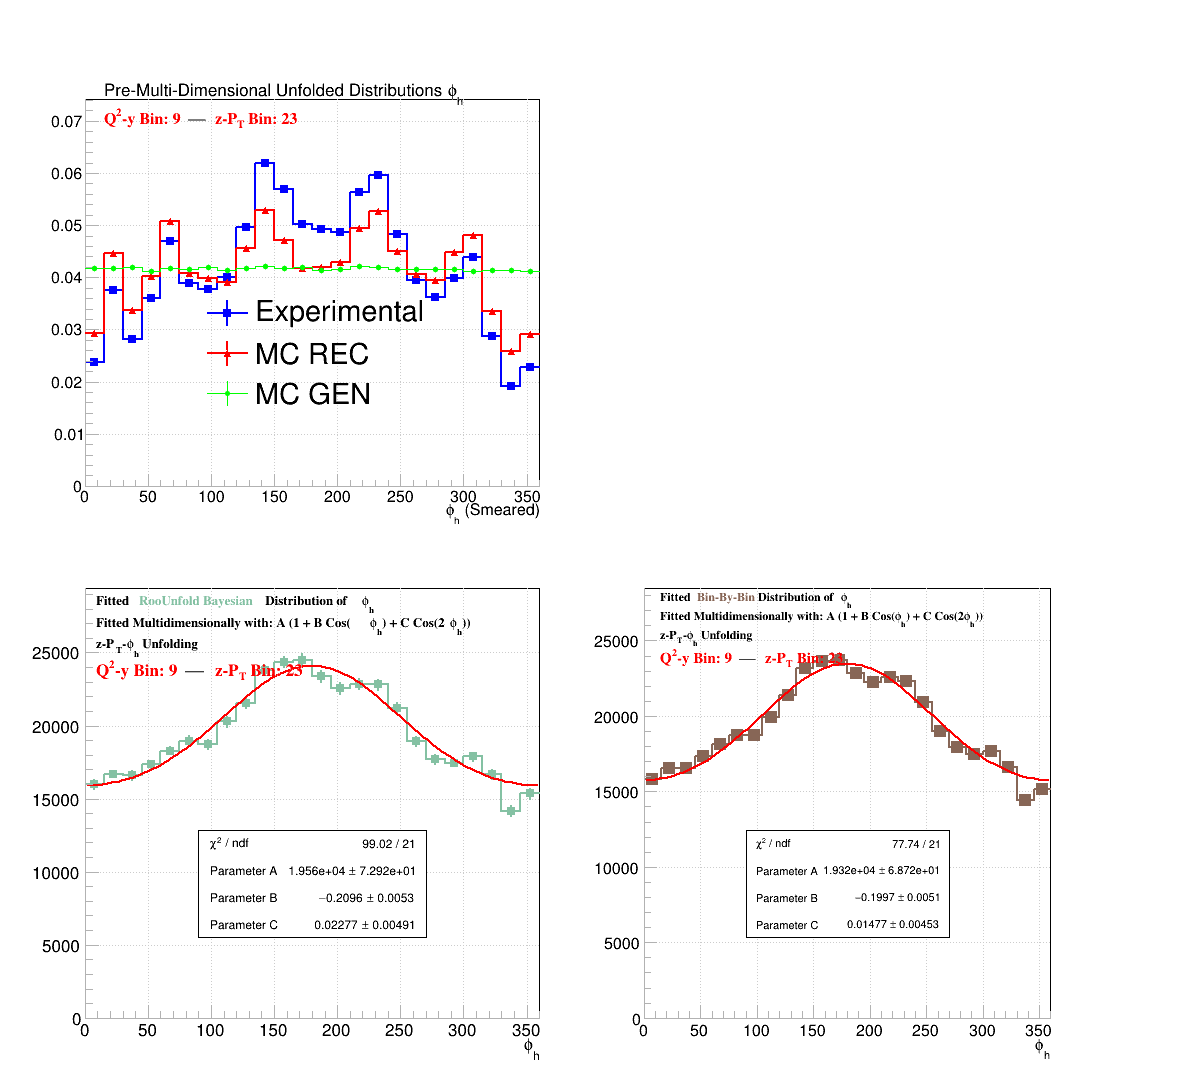 Pre-Multi-Dimensional Unfolded Distributions ϕh
Q2-y Bin: 9 — z-PT Bin: 23
0.07
0.06
0.05
0.04
0.03
0.02
0.01
0
Experimental
MC REC
MC GEN
0 50 100 150 200 250 300 350
ϕh (Smeared)
Fitted RooUnfold Bayesian Distribution of ϕh
Fitted Multidimensionally with: A (1 + B Cos( ϕh) + C Cos(2 ϕh))
z-PT-ϕh Unfolding
Q2-y Bin: 9 — z-PT Bin: 23
25000
20000
15000
10000
5000
0
χ2 / ndf 99.02 / 21
Parameter A 1.956e+04 ± 7.292e+01
Parameter B −0.2096 ± 0.0053
Parameter C 0.02277 ± 0.00491
0 50 100 150 200 250 300 350
ϕh
Fitted Bin-By-Bin Distribution of ϕh
Fitted Multidimensionally with: A (1 + B Cos(ϕh) + C Cos(2ϕh))
z-PT-ϕh Unfolding
Q2-y Bin: 9 — z-PT Bin: 23
25000
20000
15000
10000
5000
0
χ2 / ndf 77.74 / 21
Parameter A 1.932e+04 ± 6.872e+01
Parameter B −0.1997 ± 0.0051
Parameter C 0.01477 ± 0.00453
0 50 100 150 200 250 300 350
ϕh